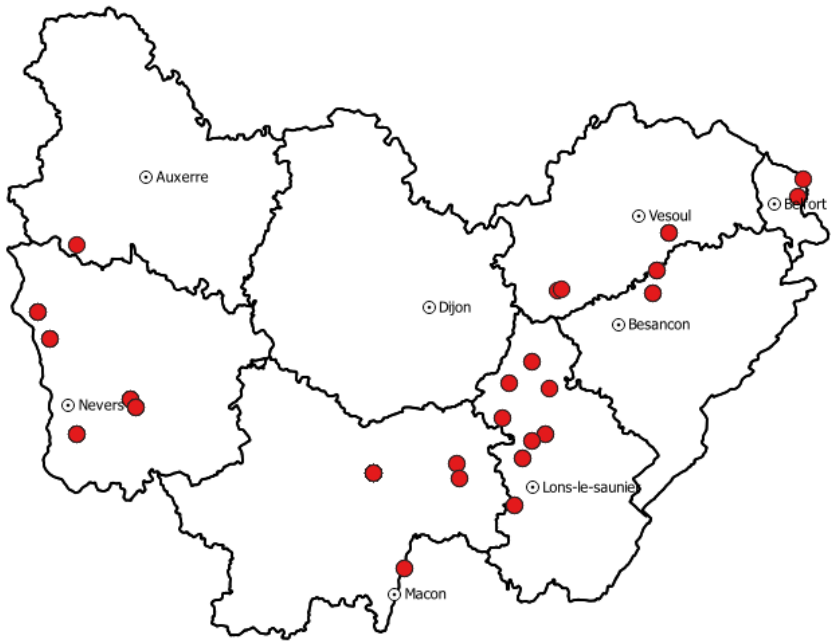 Auxerre
Vesoul
Belfort
Dijon
Besancon
Nevers
Lons-le-saunie
Macon